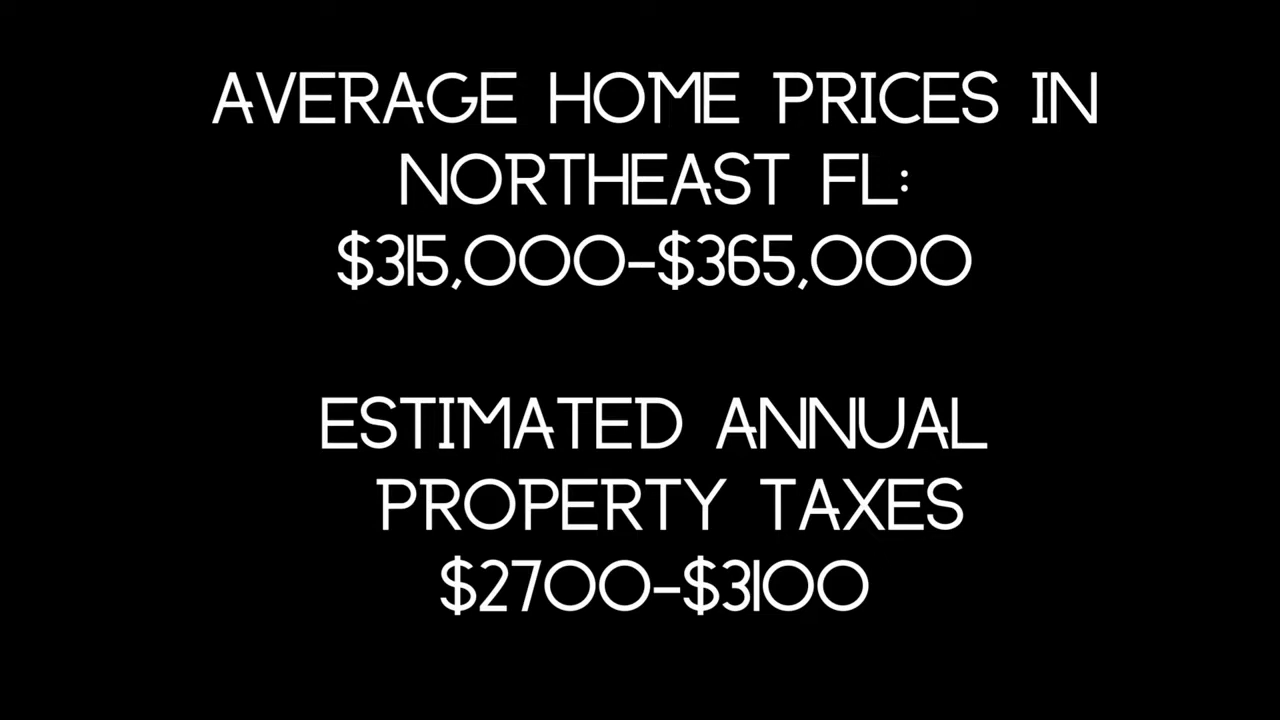 AVERAGE HOME PRICES IN
NORTHEAST FL:
$315,000-$365,000
ESTIMATED ANNUAL
PROPERTY TAXES
$2700-$3100